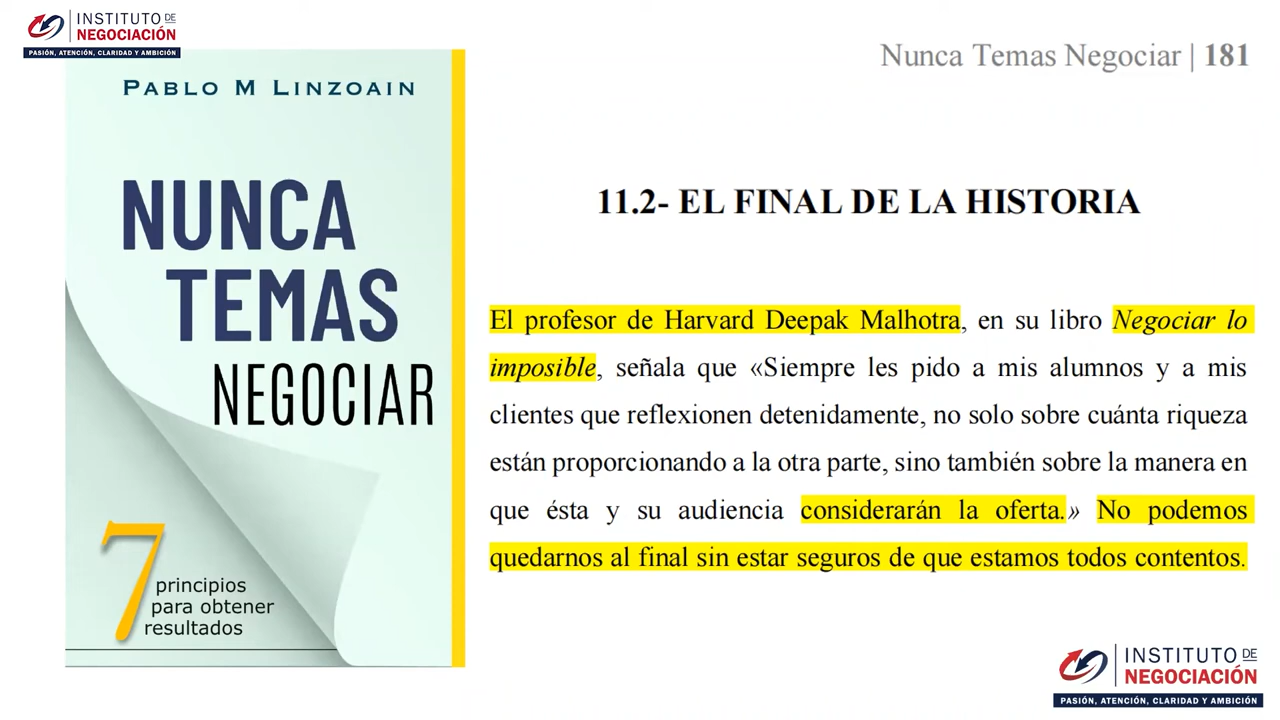 INSTITUTO DE
NEGOCIACIÓN
PASIÓN, ATENCIÓN, CLARIDAD Y AMBICIÓN
PABLO M LINZOAIN
NUNCA
TEMAS
NEGOCIAR
7 principios
para obtener
resultados
Nunca Temas Negociar | 181
11.2- EL FINAL DE LA HISTORIA
El profesor de Harvard Deepak Malhotra, en su libro Negociar lo
imposible, señala que «Siempre les pido a mis alumnos y a mis
clientes que reflexionen detenidamente, no solo sobre cuánta riqueza
están proporcionando a la otra parte, sino también sobre la manera en
que ésta y su audiencia considerarán la oferta.» No podemos
quedarnos al final sin estar seguros de que estamos todos contentos.
INSTITUTO DE
NEGOCIACIÓN
PASIÓN, ATENCIÓN, CLARIDAD Y AMBICIÓN